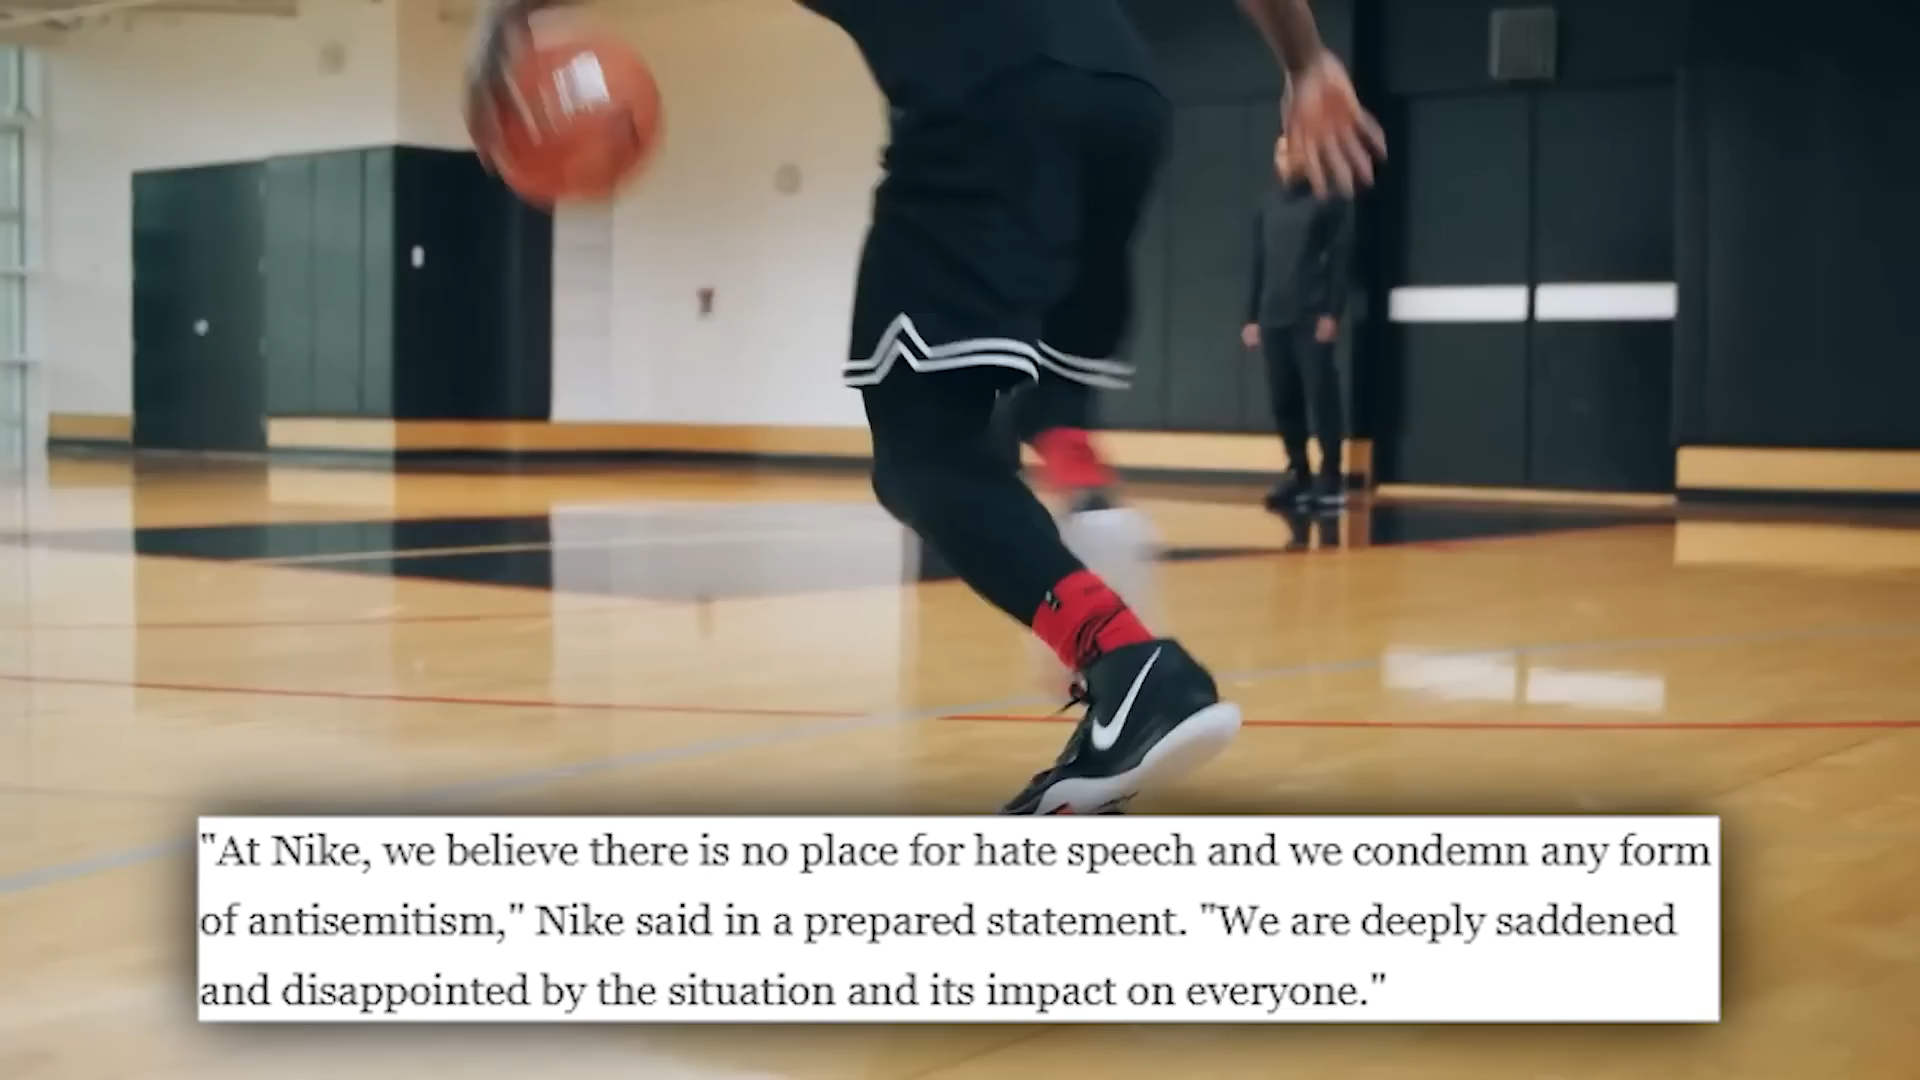 "At Nike, we believe there is no place for hate speech and we condemn any form
of antisemitism," Nike said in a prepared statement. "We are deeply saddened
and disappointed by the situation and its impact on everyone."